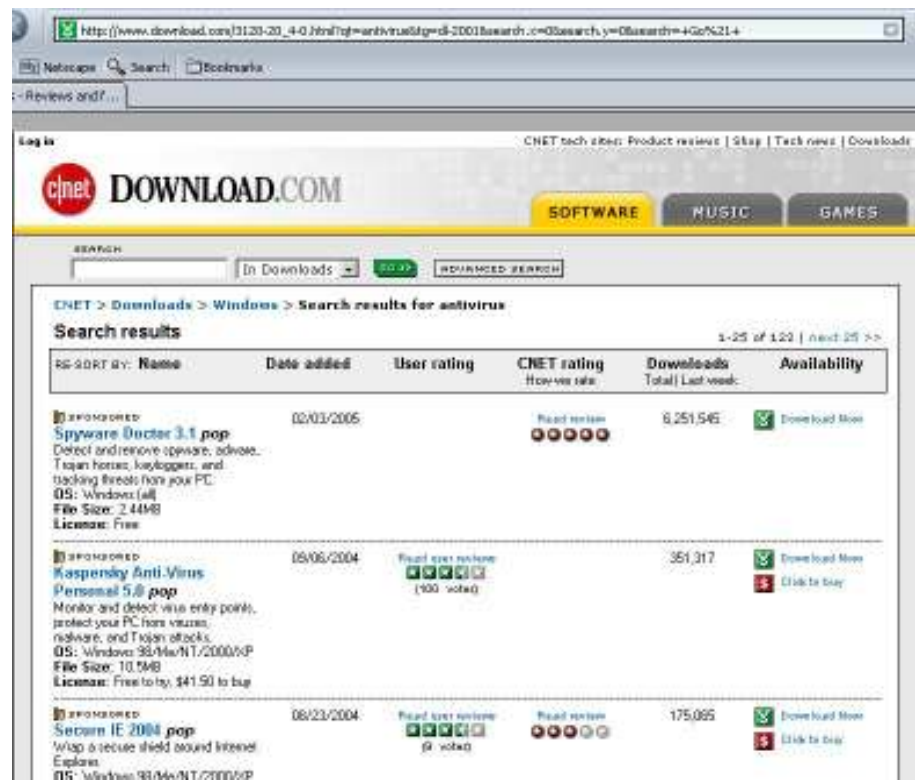 http://www.download.com/3120-20_4-0.html?qt=antivirus&tg=dl-2001&search.x=0&search.y=0&search=+Go%21+
Netscape Search Bookmarks
- Reviews and f...
Log in
CNET tech sites: Product reviews | Shop | Tech news | Downloads
c|net DOWNLOAD.COM
SOFTWARE MUSIC GAMES
SEARCH
In Downloads GO >> ADVANCED SEARCH
CNET > Downloads > Windows > Search results for antivirus
Search results
1-25 of 122 | next 25 >>
RE-SORT BY: Name Date added User rating CNET rating Downloads Availability
How we rate Total | Last week
SPONSORED
Spyware Doctor 3.1 pop 02/03/2005 Read review 6,251,545 Download Now
Detect and remove spyware, adware,
Trojan horses, keyloggers, and
tracking threats from your PC.
OS: Windows (all)
File Size: 2.44MB
License: Free
SPONSORED
Kaspersky Anti-Virus
Personal 5.0 pop
09/06/2004 Read user reviews (100 votes) 351,317 Download Now
Click to buy
Monitor and detect virus entry points,
protect your PC from viruses,
malware, and Trojan attacks.
OS: Windows 98/Me/NT/2000/XP
File Size: 10.5MB
License: Free to try, $41.50 to buy
SPONSORED
Secure IE 2004 pop 08/23/2004 Read user reviews Read review Download Now
votes) Click to buy
Wrap a secure shield around Internet
Explorer.
OS: Windows 98/Me/NT/2000/XP